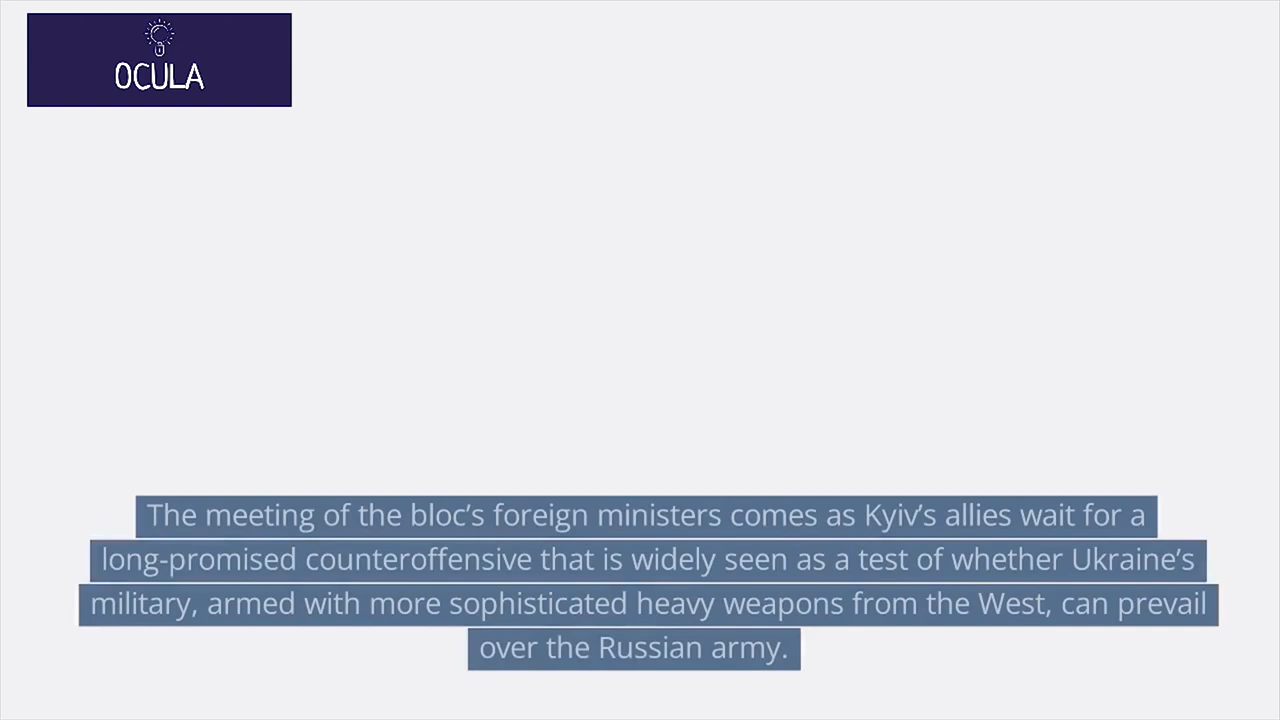 OCULA
The meeting of the bloc’s foreign ministers comes as Kyiv’s allies wait for a
long-promised counteroffensive that is widely seen as a test of whether Ukraine’s
military, armed with more sophisticated heavy weapons from the West, can prevail
over the Russian army.